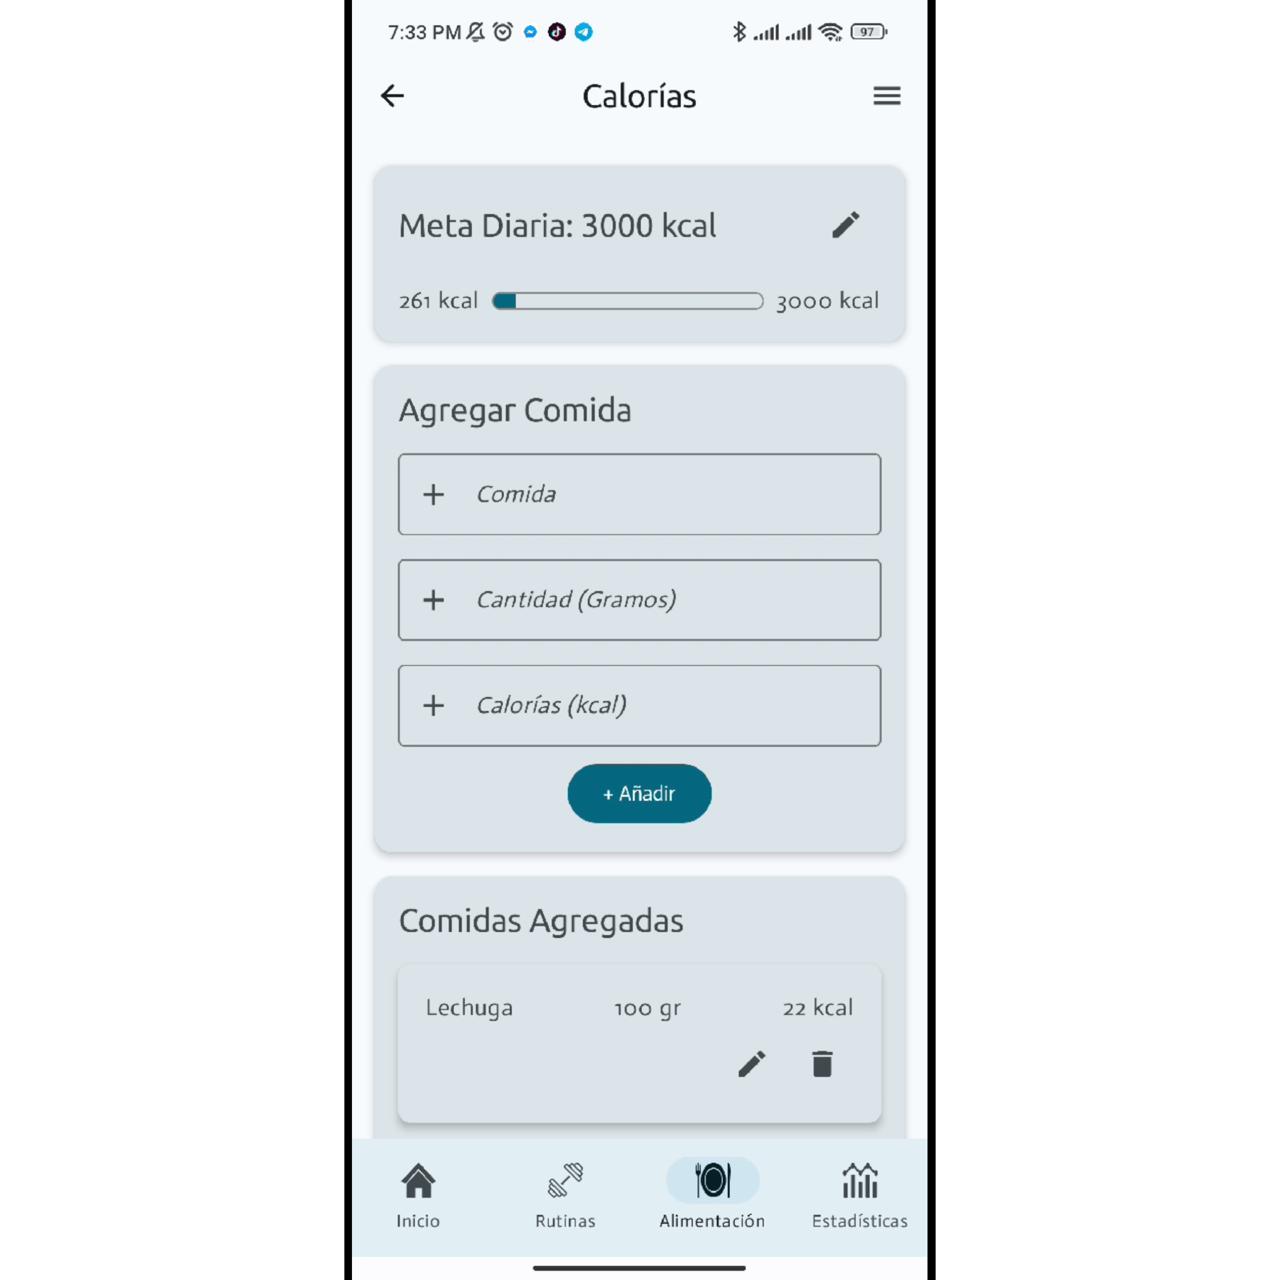 7:33 PM
97
Calorías
Meta Diaria: 3000 kcal
261 kcal 3000 kcal
Agregar Comida
+ Comida
+ Cantidad (Gramos)
+ Calorías (kcal)
+ Añadir
Comidas Agregadas
Lechuga 100 gr 22 kcal
Inicio Rutinas Alimentación Estadísticas